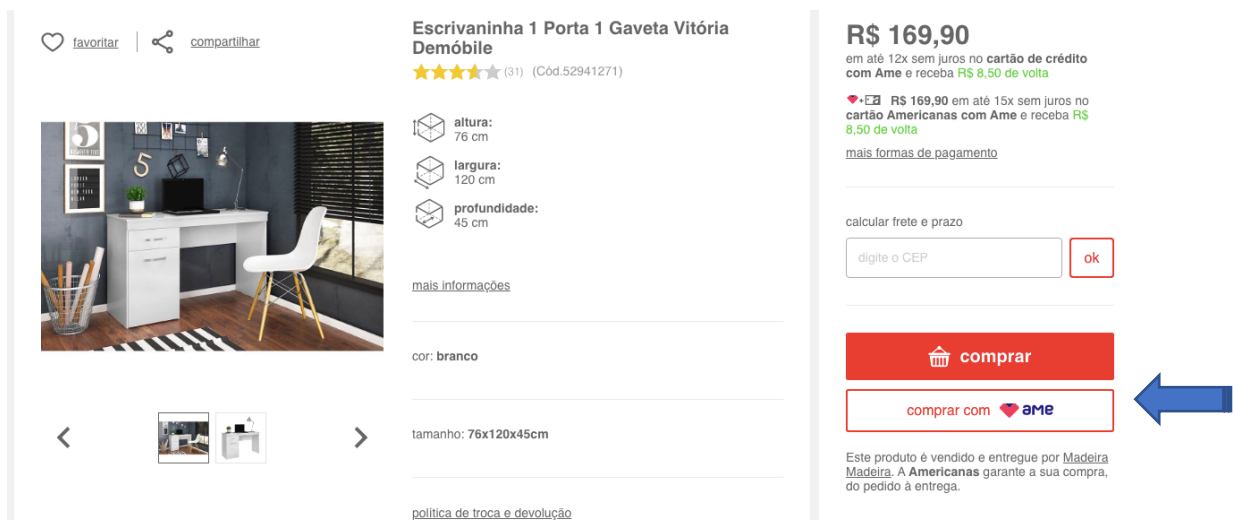 favoritar
compartilhar
Escrivaninha 1 Porta 1 Gaveta Vitória
Demóbile
(31) (Cód.52941271)
altura:
76 cm
largura:
120 cm
profundidade:
45 cm
mais informações
cor: branco
tamanho: 76x120x45cm
política de troca e devolução
R$ 169,90
em até 12x sem juros no cartão de crédito
com Ame e receba R$ 8,50 de volta
R$ 169,90 em até 15x sem juros no
cartão Americanas com Ame e receba R$
8,50 de volta
mais formas de pagamento
calcular frete e prazo
digite o CEP
ok
comprar
comprar com ame
Este produto é vendido e entregue por Madeira
Madeira. A Americanas garante a sua compra,
do pedido à entrega.
5
5